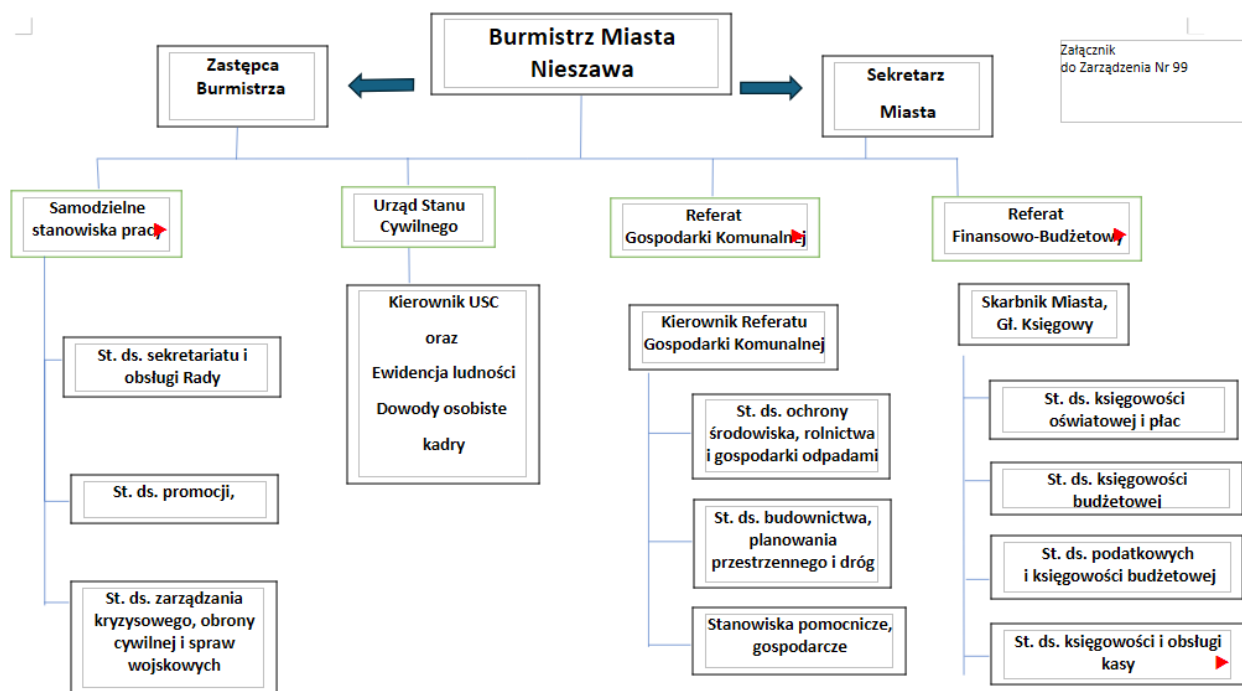 Burmistrz Miasta
Nieszawa
Zastępca
Burmistrza
Sekretarz
Miasta
Załącznik
do Zarządzenia Nr 99
Samodzielne
stanowiska pracy
Urząd Stanu
Cywilnego
Referat
Gospodarki Komunalnej
Referat
Finansowo-Budżetowy
St. ds. sekretariatu i
obsługi Rady
St. ds. promocji,
St. ds. zarządzania
kryzysowego, obrony
cywilnej i spraw
wojskowych
Kierownik USC
oraz
Ewidencja ludności
Dowody osobiste
kadry
Kierownik Referatu
Gospodarki Komunalnej
St. ds. ochrony
środowiska, rolnictwa
i gospodarki odpadami
St. ds. budownictwa,
planowania
przestrzennego i dróg
Stanowiska pomocnicze,
gospodarcze
Skarbnik Miasta,
Gł. Księgowy
St. ds. księgowości
oświatowej i płac
St. ds. księgowości
budżetowej
St. ds. podatkowych
i księgowości budżetowej
St. ds. księgowości i obsługi
kasy